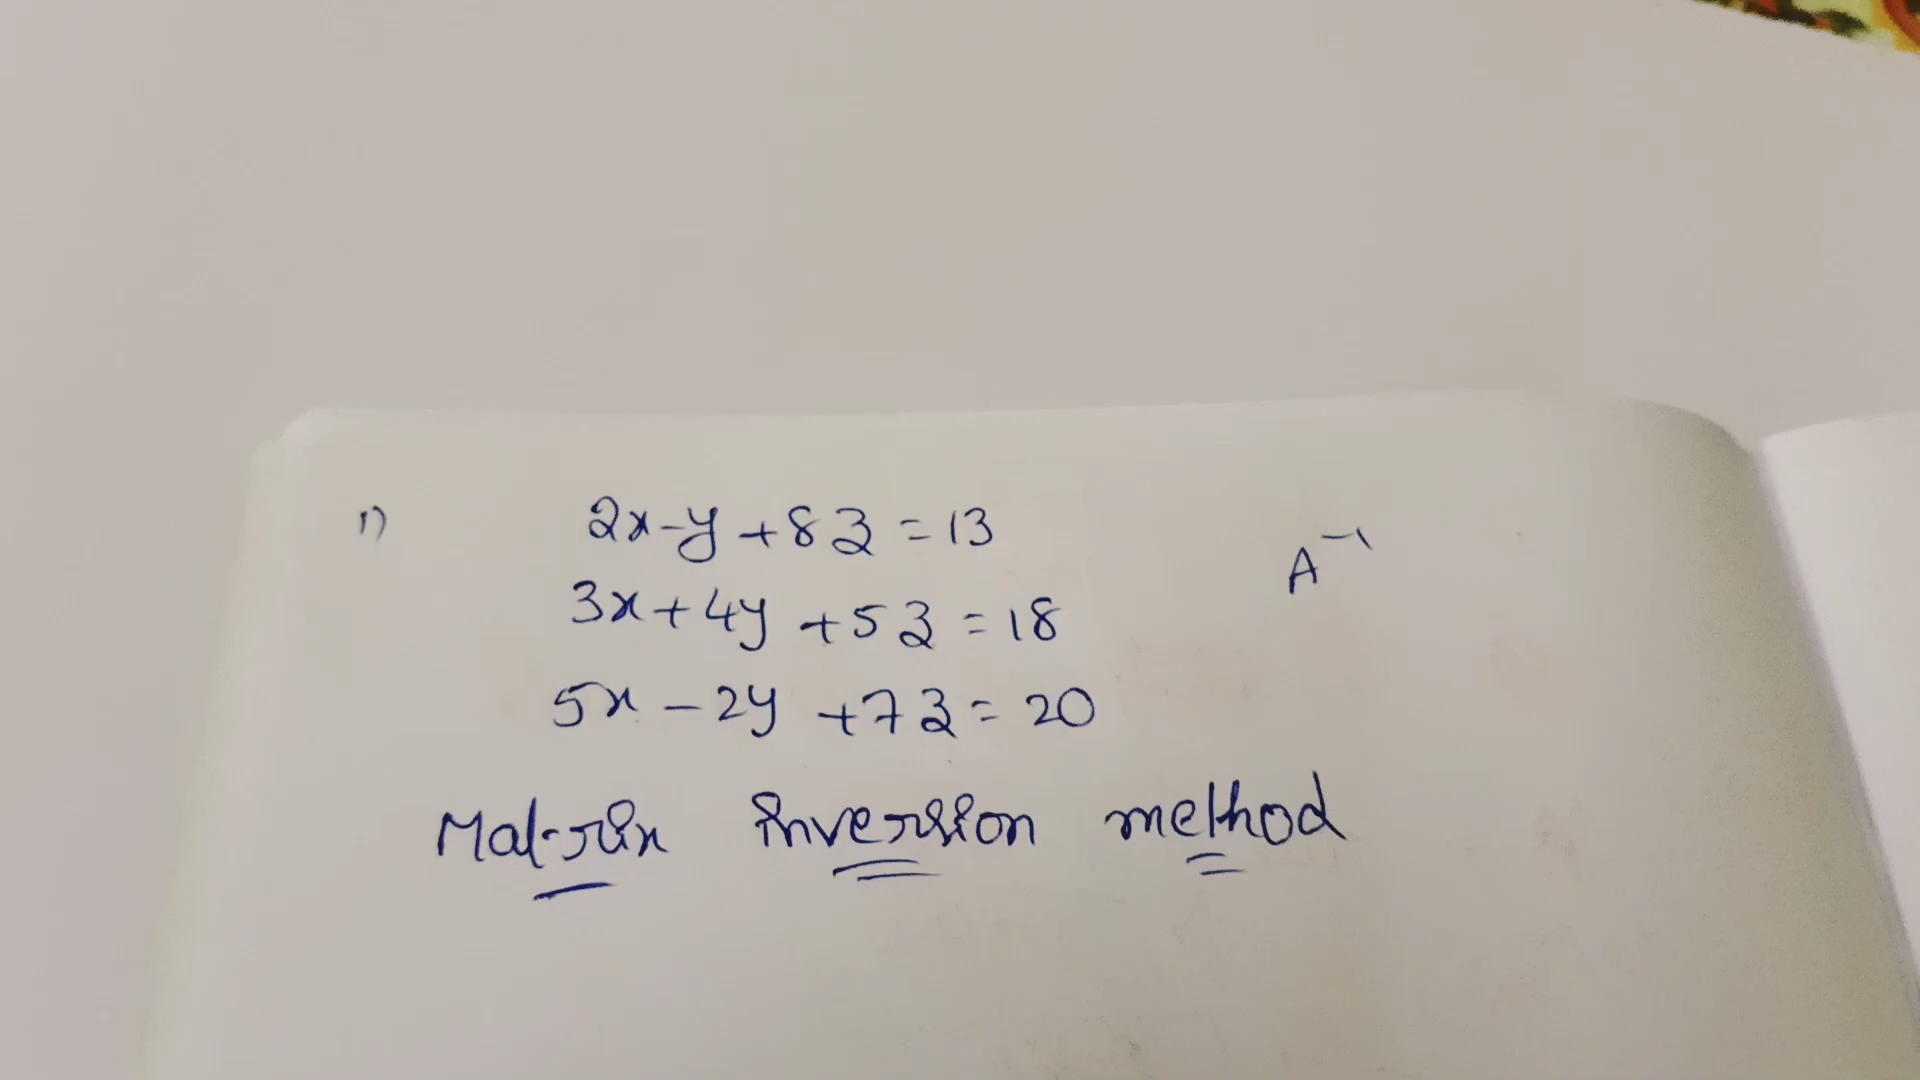 1) 2x-y+8z=13
A⁻¹
3x+4y+5z=18
5x-2y+7z=20
Matrix inversion method